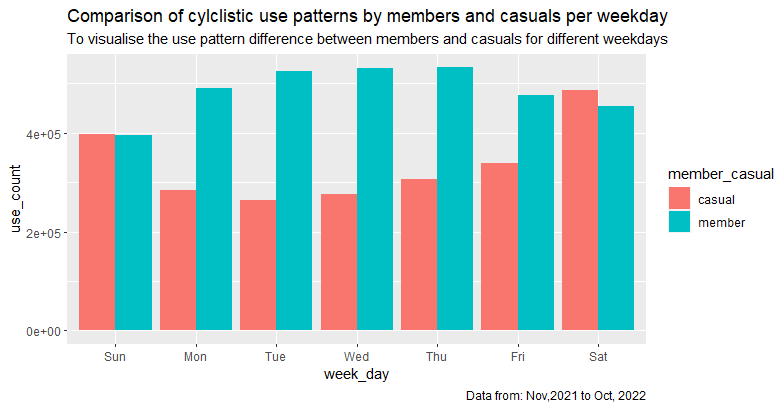 Comparison of cylclistic use patterns by members and casuals per weekday
To visualise the use pattern difference between members and casuals for different weekdays
use_count
4e+05
2e+05
0e+00
Sun Mon Tue Wed Thu Fri Sat
week_day
member_casual
casual
member
Data from: Nov,2021 to Oct, 2022